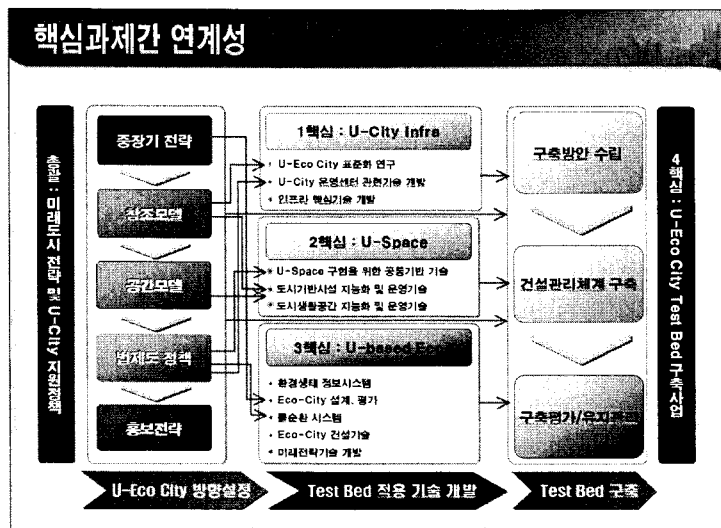 핵심과제간 연계성
총괄 : 미래도시 전략 및 U-City 지원정책
중장기 전략
참조모델
공간모델
법제도 정책
홍보전략
1핵심 : U-City Infra
U-Eco City 표준화 연구
U-City 운영센터 관련기술 개발
인프라 핵심기술 개발
2핵심 : U-Space
U-Space 구현을 위한 공통기반 기술
도시기반시설 지능화 및 운영기술
도시생활공간 지능화 및 운영기술
3핵심 : U-based Eco
환경생태 정보시스템
Eco-City 설계, 평가
물순환 시스템
Eco-City 건설기술
미래전략기술 개발
구축방안 수립
건설관리체계 구축
구축평가/유지관리
4핵심 : U-Eco City Test Bed 구축사업
U-Eco City 방향설정
Test Bed 적용 기술 개발
Test Bed 구축